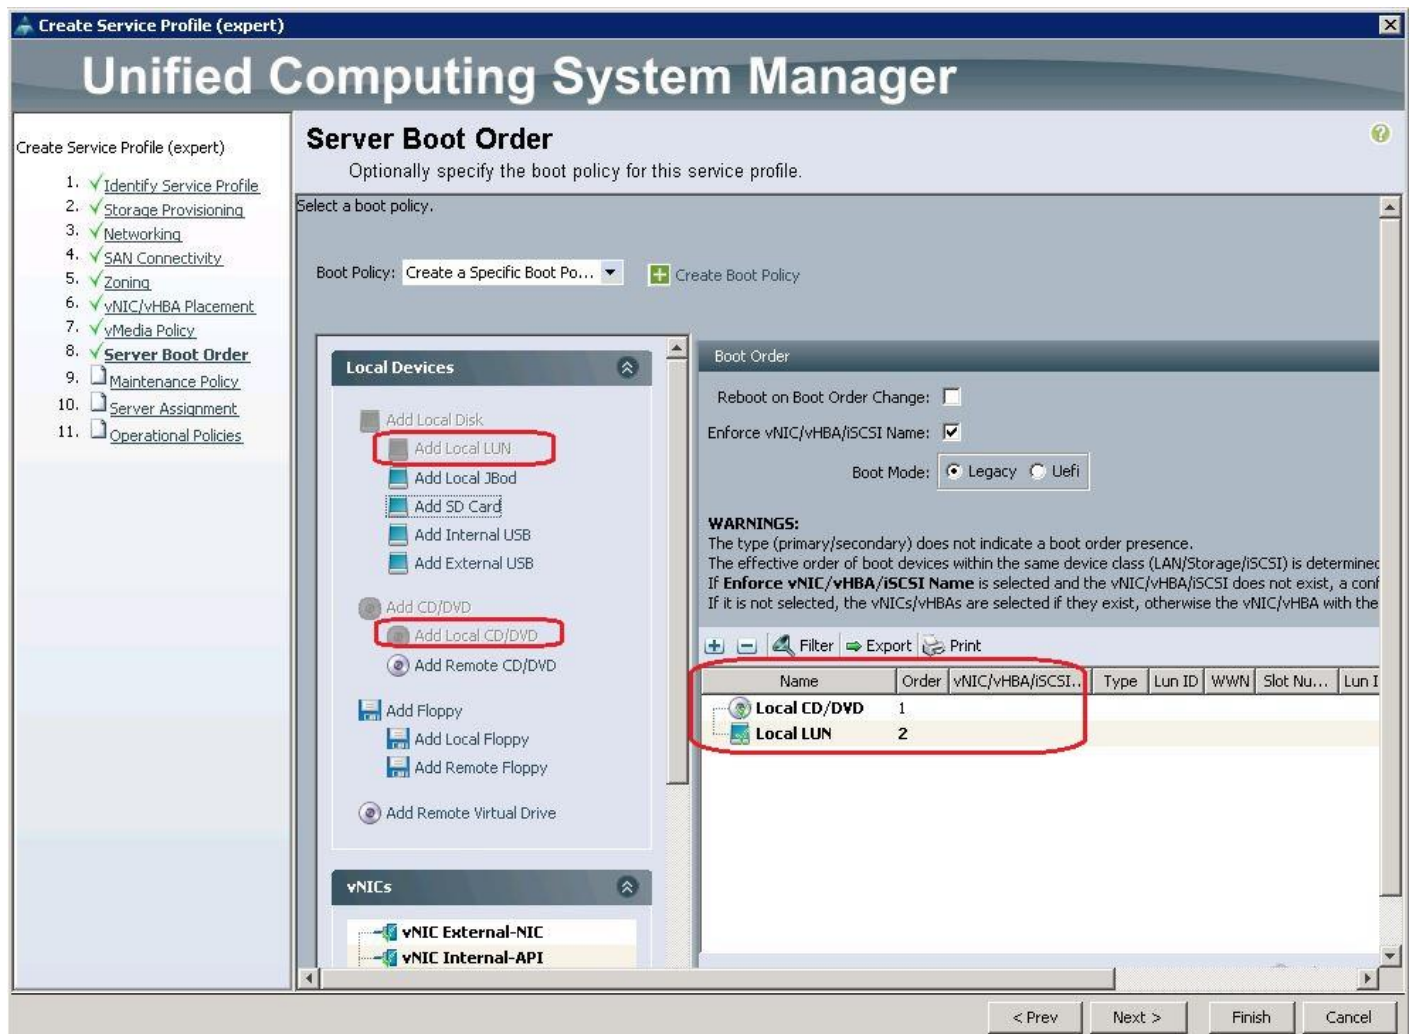 Create Service Profile (expert)
Unified Computing System Manager
Create Service Profile (expert)
1. Identify Service Profile
2. Storage Provisioning
3. Networking
4. SAN Connectivity
5. Zoning
6. vNIC/vHBA Placement
7. vMedia Policy
8. Server Boot Order
9. Maintenance Policy
10. Server Assignment
11. Operational Policies
Server Boot Order
Optionally specify the boot policy for this service profile.
Select a boot policy.
Boot Policy: Create a Specific Boot Po... Create Boot Policy
Local Devices
Add Local Disk
Add Local LUN
Add Local JBod
Add SD Card
Add Internal USB
Add External USB
Add CD/DVD
Add Local CD/DVD
Add Remote CD/DVD
Add Floppy
Add Local Floppy
Add Remote Floppy
Add Remote Virtual Drive
vNICs
vNIC External-NIC
vNIC Internal-API
Boot Order
Reboot on Boot Order Change:
Enforce vNIC/vHBA/iSCSI Name:
Boot Mode: Legacy Uefi
WARNINGS:
The type (primary/secondary) does not indicate a boot order presence.
The effective order of boot devices within the same device class (LAN/Storage/iSCSI) is determined
If Enforce vNIC/vHBA/iSCSI Name is selected and the vNIC/vHBA/iSCSI does not exist, a conf
If it is not selected, the vNICs/vHBAs are selected if they exist, otherwise the vNIC/vHBA with the
Filter Export Print
Name Order vNIC/vHBA/iSCSI... Type Lun ID WWN Slot Nu... Lun I
Local CD/DVD 1
Local LUN 2
< Prev Next > Finish Cancel